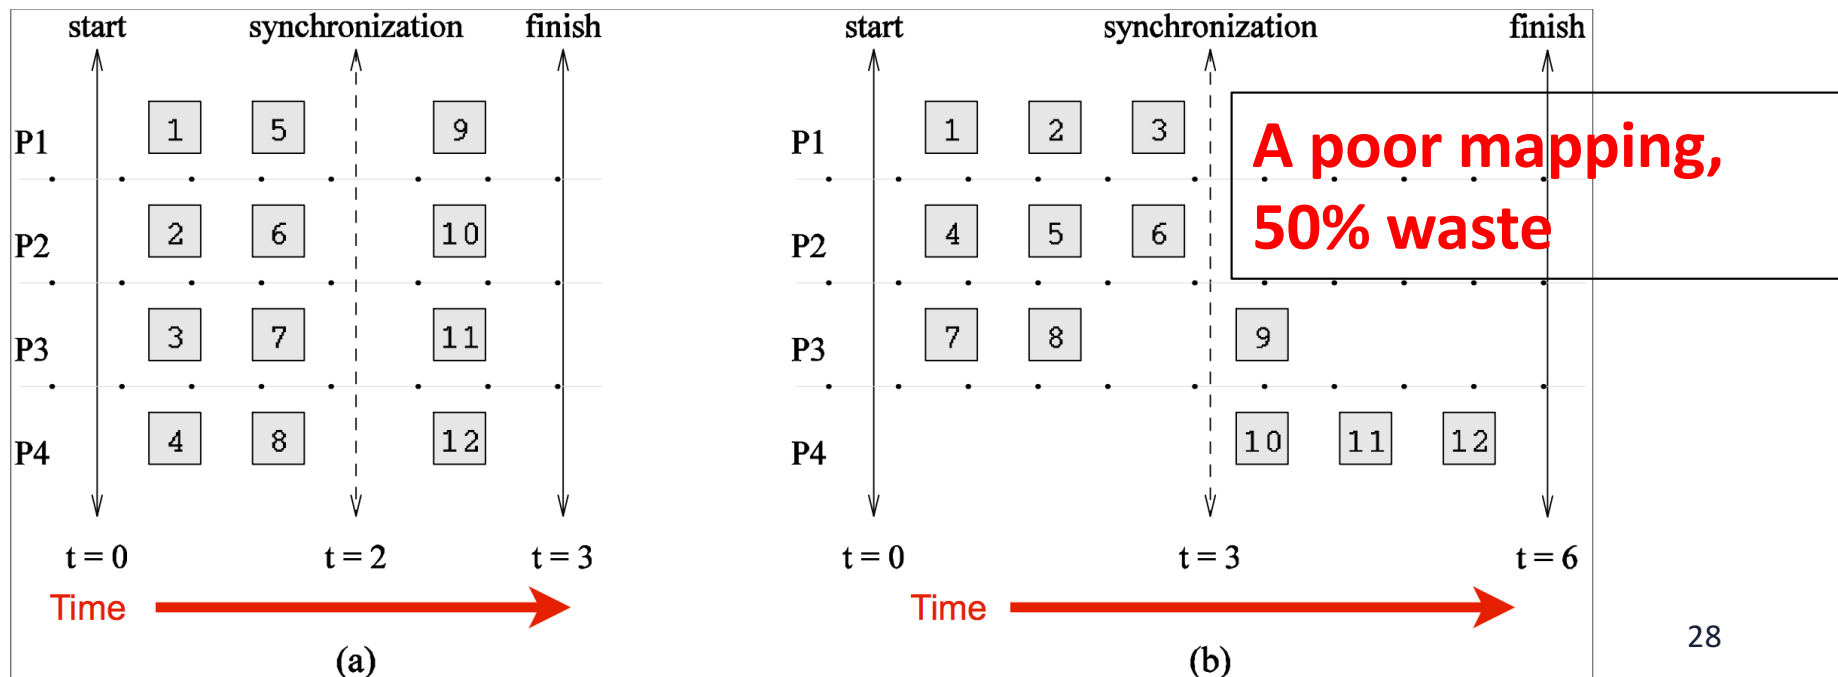 start synchronization finish
P1 1 5 9
P2 2 6 10
P3 3 7 11
P4 4 8 12
t = 0 t = 2 t = 3
Time
(a)
start synchronization finish
P1 1 2 3
P2 4 5 6
P3 7 8 9
P4 10 11 12
t = 0 t = 3 t = 6
Time
(b)
A poor mapping,
50% waste
28